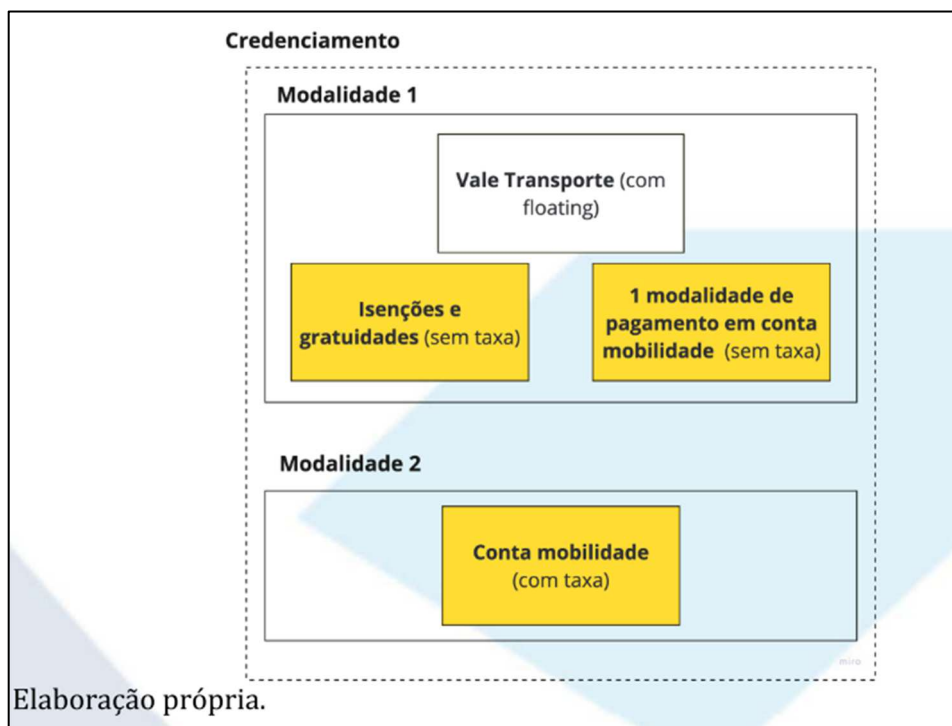 Credenciamento
Modalidade 1
Vale Transporte (com
floating)
Isenções e
gratuidades (sem taxa)
1 modalidade de
pagamento em conta
mobilidade (sem taxa)
Modalidade 2
Conta mobilidade
(com taxa)
miro
Elaboração própria.